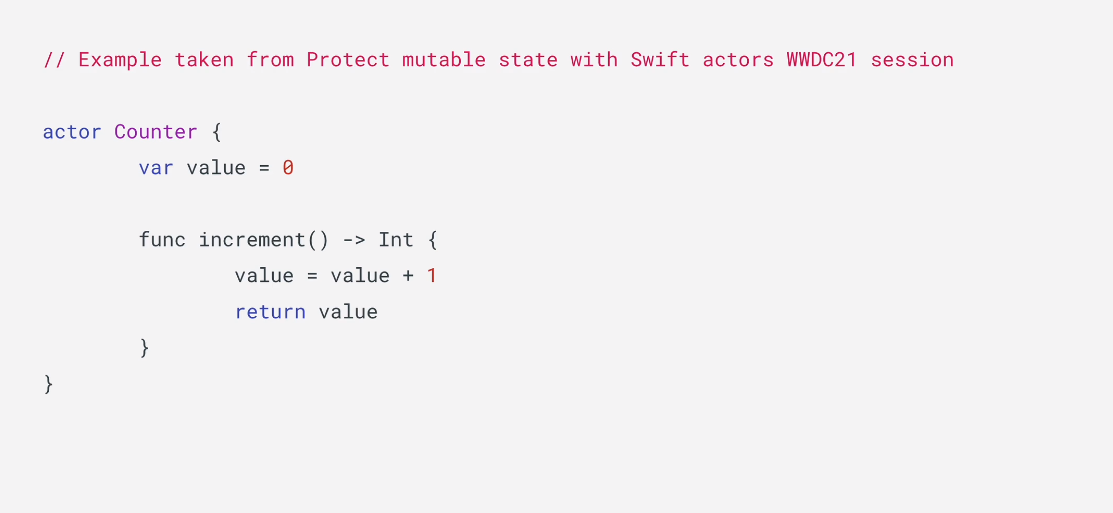 // Example taken from Protect mutable state with Swift actors WWDC21 session
actor Counter {
var value = 0
func increment() -> Int {
value = value + 1
return value
}
}